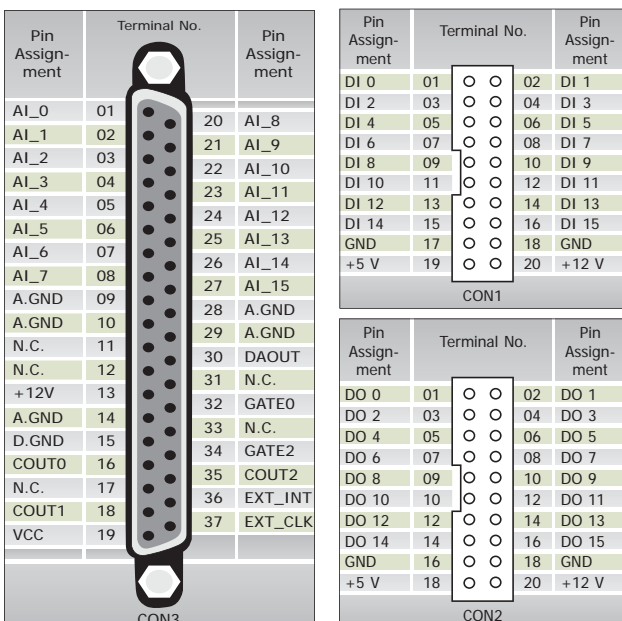 Pin
Assign-
ment
Terminal No.
Pin
Assign-
ment
AI_0 01
AI_1 02
AI_2 03
AI_3 04
AI_4 05
AI_5 06
AI_6 07
AI_7 08
A.GND 09
A.GND 10
N.C. 11
N.C. 12
+12V 13
A.GND 14
D.GND 15
COUT0 16
N.C. 17
COUT1 18
VCC 19
20 AI_8
21 AI_9
22 AI_10
23 AI_11
24 AI_12
25 AI_13
26 AI_14
27 AI_15
28 A.GND
29 A.GND
30 DAOUT
31 N.C.
32 GATE0
33 N.C.
34 GATE2
35 COUT2
36 EXT_INT
37 EXT_CLK
CON3
Pin
Assign-
ment
Terminal No.
Pin
Assign-
ment
DI 0 01 02 DI 1
DI 2 03 04 DI 3
DI 4 05 06 DI 5
DI 6 07 08 DI 7
DI 8 09 10 DI 9
DI 10 11 12 DI 11
DI 12 13 14 DI 13
DI 14 15 16 DI 15
GND 17 18 GND
+5 V 19 20 +12 V
CON1
Pin
Assign-
ment
Terminal No.
Pin
Assign-
ment
DO 0 01 02 DO 1
DO 2 03 04 DO 3
DO 4 05 06 DO 5
DO 6 07 08 DO 7
DO 8 09 10 DO 9
DO 10 10 12 DO 11
DO 12 12 14 DO 13
DO 14 14 16 DO 15
GND 16 18 GND
+5 V 18 20 +12 V
CON2